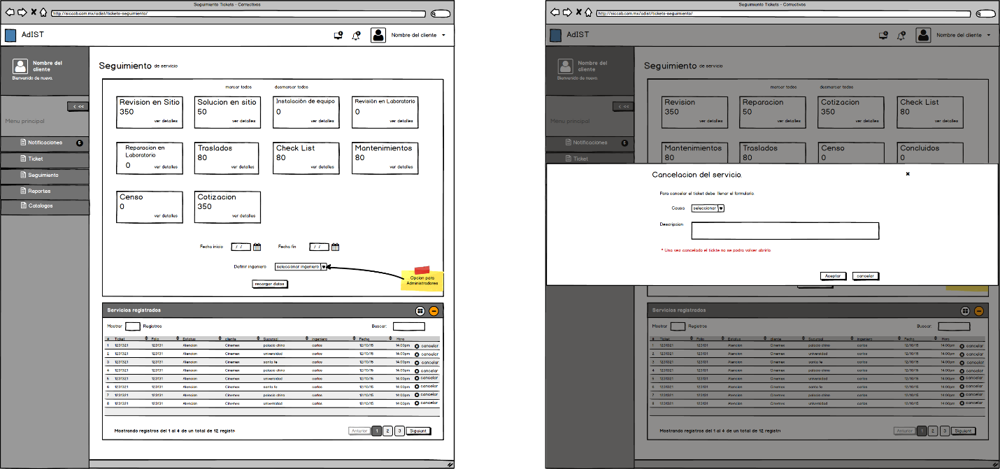 Seguimiento Tickets - Correctivos
http://siccob.com.mx/adist/tickets-seguimiento/
AdIST
Nombre del cliente
Nombre del
cliente
Bienvenido de nuevo.
< <<
Menu principal
Notificaciones 5
Ticket
Seguimiento
Reportes
Catalogos
Seguimiento de servicio
marcar todos desmarcar todos
Revision en Sitio
350
ver detalles
Solucion en sitio
50
ver detalles
Instalación de equipo
0
ver detalles
Revisión en Laboratorio
0
ver detalles
Reparacion en
Laboratorio
0 ver detalles
Traslados
80
ver detalles
Check List
80
ver detalles
Mantenimientos
80
ver detalles
Censo
0
ver detalles
Cotizacion
350
ver detalles
Fecha inicio / / Fecha fin / /
Definir ingeniero seleccionar ingeniero
Opcion para
Administradores
recargar datos
Servicios registrados
Mostrar Registros Buscar:
# Ticket Folio Estatus cliente Sucursal ingeniero Fecha Hora
1 1231321 123131 Atencion Cinemex palacio chino carlos 12/10/15 14:00pm cancelar
2 1231321 123131 Atencion Cinemex universidad carlos 12/10/15 14:00pm cancelar
3 1231321 123131 Atencion Cinemex santa fe carlos 12/10/15 14:00pm cancelar
4 1231321 123131 Atencion Cinemex palacio chino carlos 12/10/15 14:00pm cancelar
5 1231321 123131 Atencion Cinemex universidad carlos 12/10/15 14:00pm cancelar
6 1231321 123131 Atencion Cinemex santa fe carlos 12/10/15 14:00pm cancelar
7 1231321 123131 Atencion Cinemex palacio chino carlos 12/10/15 14:00pm cancelar
8 1231321 123131 Atencion Cinemex universidad carlos 12/10/15 14:00pm cancelar
Mostrando registros del 1 al 4 de un total de 12 registr
Anterior 1 2 3 Siguient
Seguimiento Tickets - Correctivos
http://siccob.com.mx/adist/tickets-seguimiento/
AdIST
Nombre del cliente
Nombre del
cliente
Bienvenido de nuevo.
< <<
Menu principal
Notificaciones 5
Ticket
Seguimiento de servicio
marcar todos desmarcar todos
Revision
350
ver detalles
Reparacion
50
ver detalles
Cotizacion
350
ver detalles
Check List
80
ver detalles
Mantenimientos
80
Traslados
80
Censo
0
Concluidos
0
Cancelacion del servicio.
Para cancelar el ticket debe llenar el formulario.
Causa seleccionar
Descripcion
* Una vez cancelado el tickte no se podra volver abrirlo
Aceptar cancelar
Servicios registrados
Mostrar Registros Buscar:
# Ticket Folio Estatus cliente Sucursal ingeniero Fecha Hora
1 1231321 123131 Atencion Cinemex palacio chino carlos 12/10/15 14:00pm cancelar
2 1231321 123131 Atencion Cinemex universidad carlos 12/10/15 14:00pm cancelar
3 1231321 123131 Atencion Cinemex santa fe carlos 12/10/15 14:00pm cancelar
4 1231321 123131 Atencion Cinemex palacio chino carlos 12/10/15 14:00pm cancelar
5 1231321 123131 Atencion Cinemex universidad carlos 12/10/15 14:00pm cancelar
6 1231321 123131 Atencion Cinemex santa fe carlos 12/10/15 14:00pm cancelar
7 1231321 123131 Atencion Cinemex palacio chino carlos 12/10/15 14:00pm cancelar
8 1231321 123131 Atencion Cinemex universidad carlos 12/10/15 14:00pm cancelar
Mostrando registros del 1 al 4 de un total de 12 registr
Anterior 1 2 3 Siguient